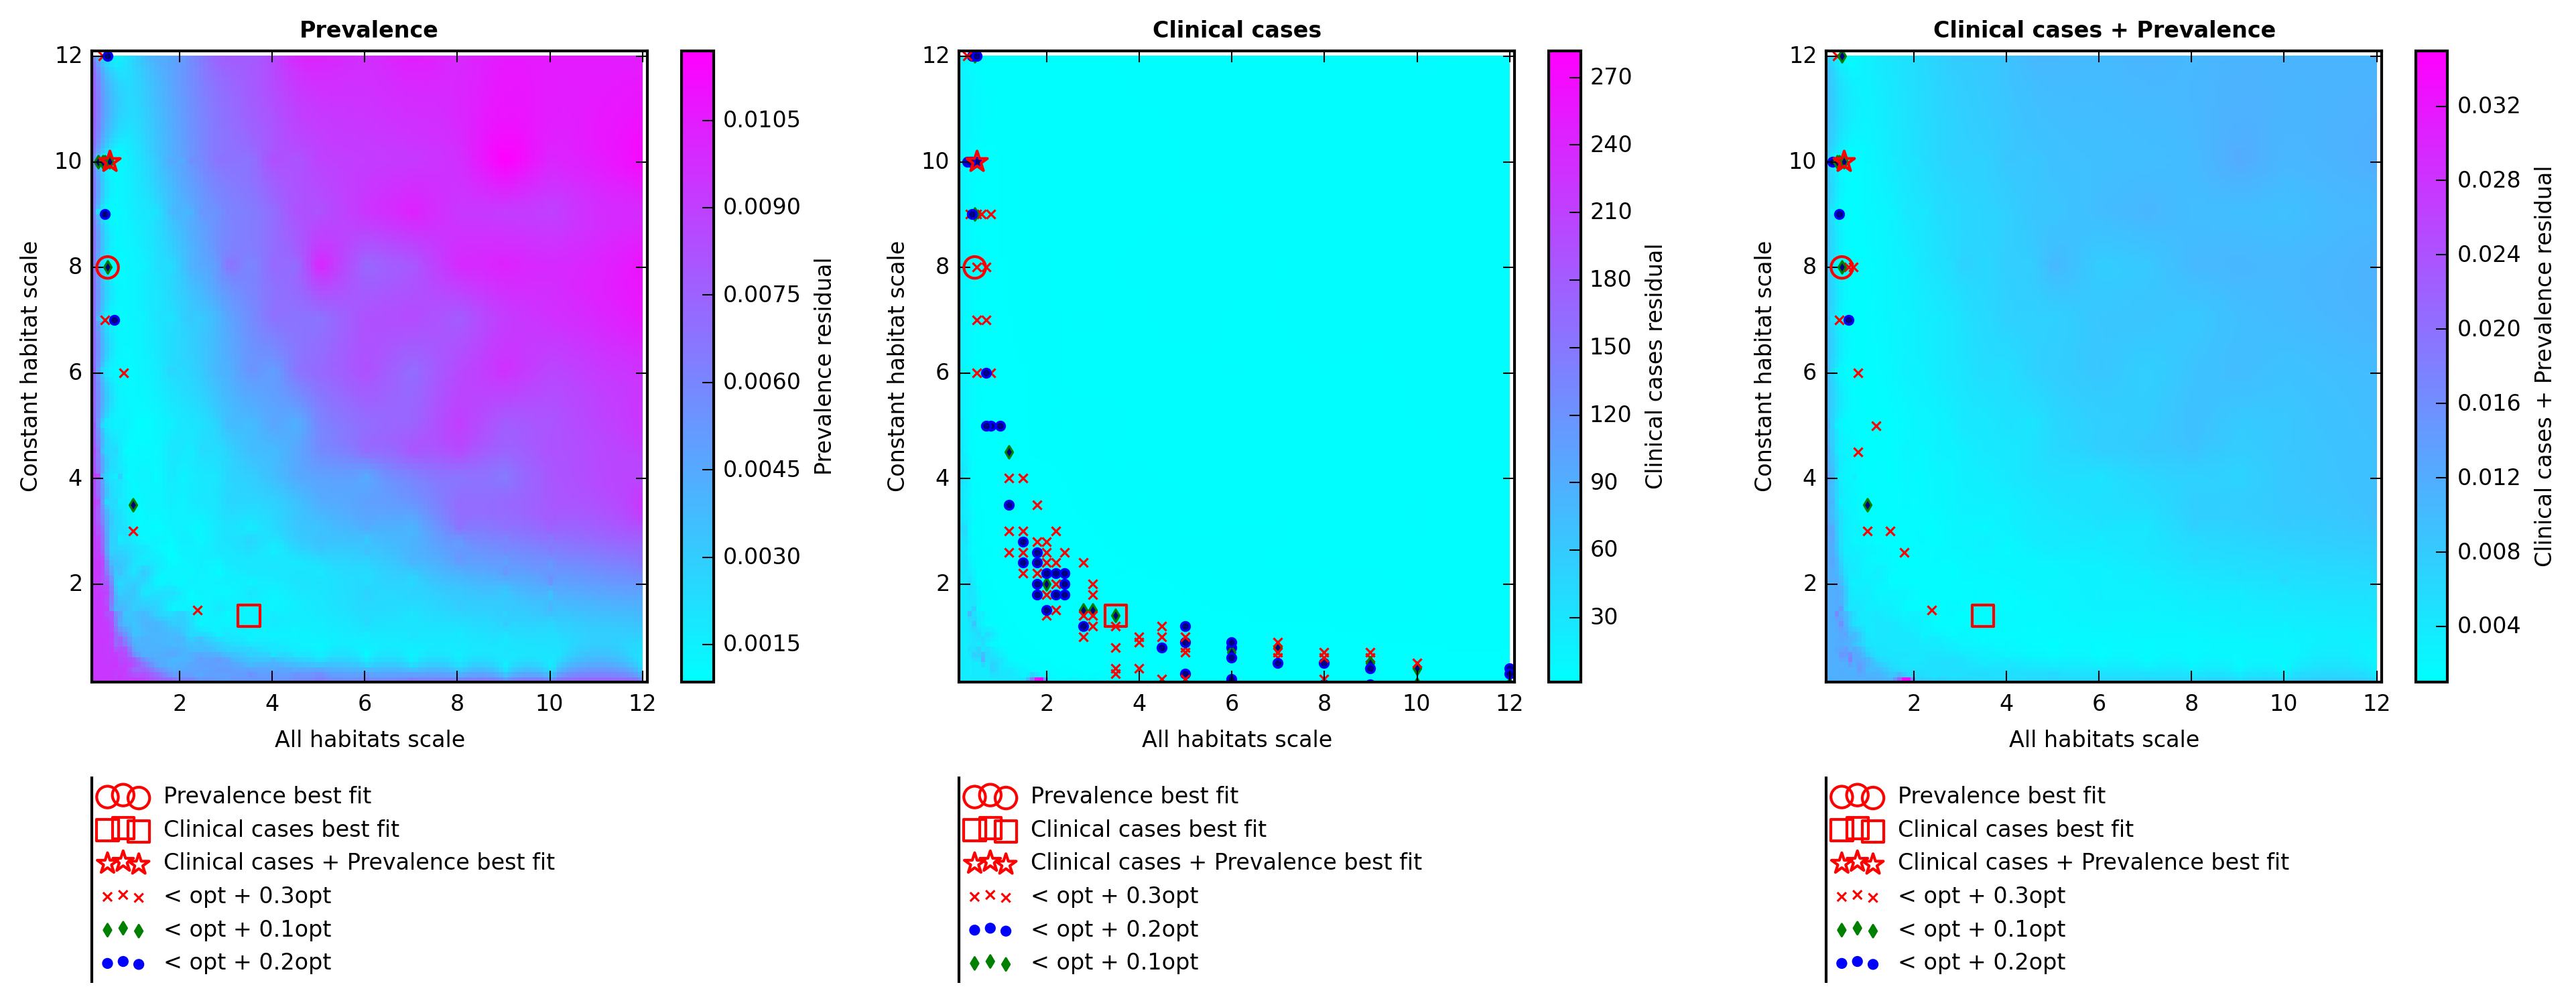 Prevalence
12
10
8
6
4
2
2 4 6 8 10 12
Constant habitat scale
All habitats scale
0.0105
0.0090
0.0075
0.0060
0.0045
0.0030
0.0015
Prevalence residual
Prevalence best fit
Clinical cases best fit
Clinical cases + Prevalence best fit
< opt + 0.3opt
< opt + 0.1opt
< opt + 0.2opt
Clinical cases
12
10
8
6
4
2
2 4 6 8 10 12
Constant habitat scale
All habitats scale
270
240
210
180
150
120
90
60
30
Clinical cases residual
Prevalence best fit
Clinical cases best fit
Clinical cases + Prevalence best fit
< opt + 0.3opt
< opt + 0.2opt
< opt + 0.1opt
Clinical cases + Prevalence
12
10
8
6
4
2
2 4 6 8 10 12
Constant habitat scale
All habitats scale
0.032
0.028
0.024
0.020
0.016
0.012
0.008
0.004
Clinical cases + Prevalence residual
Prevalence best fit
Clinical cases best fit
Clinical cases + Prevalence best fit
< opt + 0.3opt
< opt + 0.1opt
< opt + 0.2opt